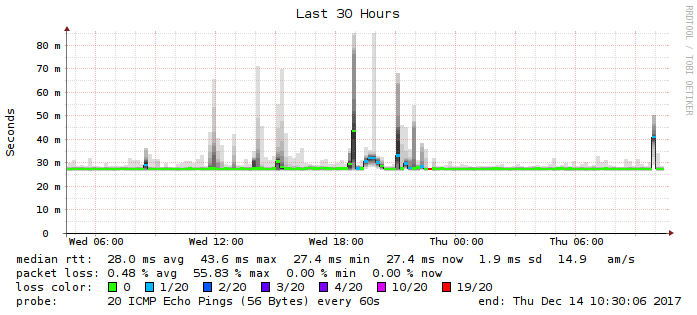 Last 30 Hours
RRDTOOL / TOBI OETIKER
Seconds
80 m
70 m
60 m
50 m
40 m
30 m
20 m
10 m
0
Wed 06:00 Wed 12:00 Wed 18:00 Thu 00:00 Thu 06:00
median rtt: 28.0 ms avg 43.6 ms max 27.4 ms min 27.4 ms now 1.9 ms sd 14.9 am/s
packet loss: 0.48 % avg 55.83 % max 0.00 % min 0.00 % now
loss color: 0 1/20 2/20 3/20 4/20 10/20 19/20
probe: 20 ICMP Echo Pings (56 Bytes) every 60s end: Thu Dec 14 10:30:06 2017